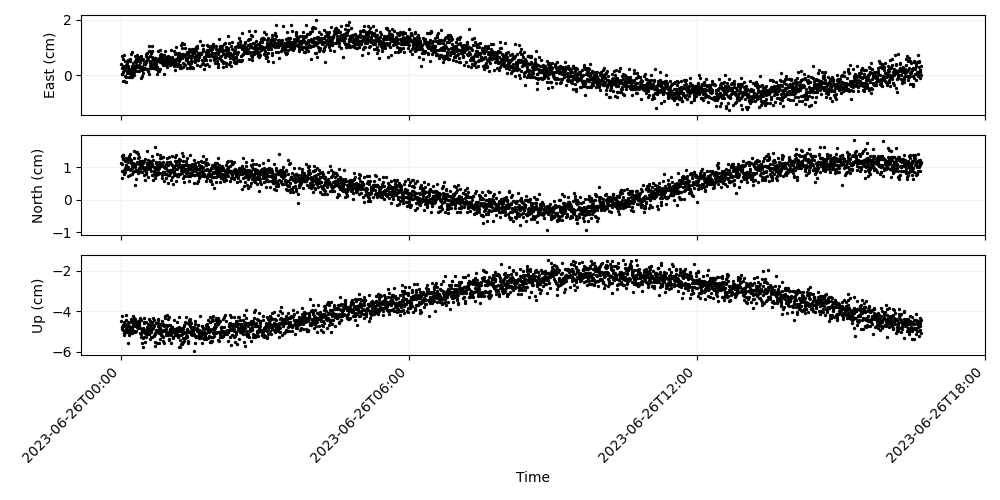 East (cm)
2
0
North (cm)
1
0
−1
Up (cm)
−2
−4
−6
2023-06-26T00:00
2023-06-26T06:00
2023-06-26T12:00
2023-06-26T18:00
Time